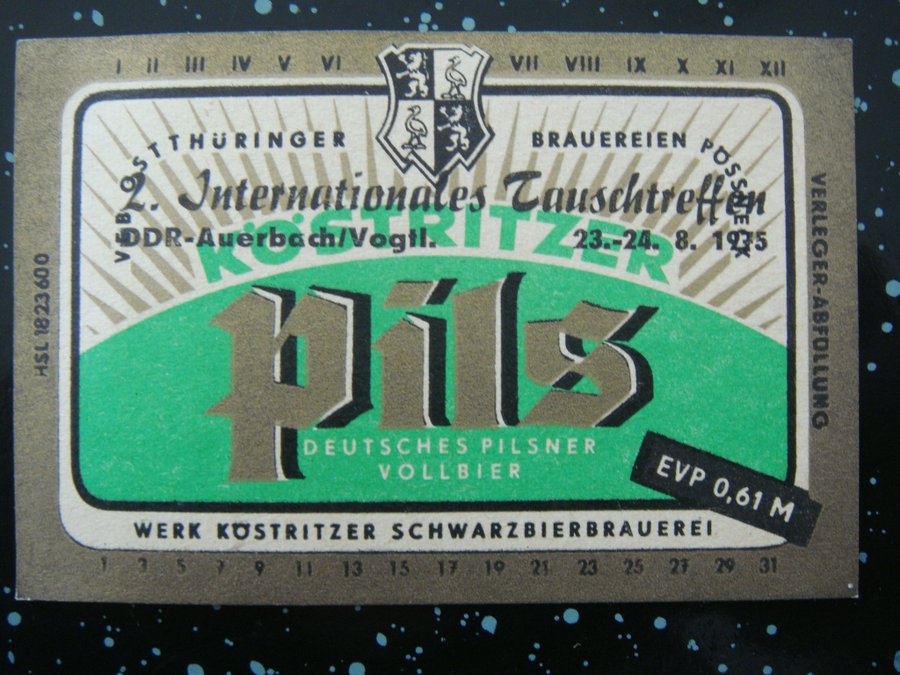 I II III IV V VI VII VIII IX X XI XII
VEB OSTTHÜRINGER BRAUEREIEN PÖSSNECK
2. Internationales Tauschtreffen
DDR-Auerbach/Vogtl. 23.-24. 8. 1975
KÖSTRITZER
Pils
DEUTSCHES PILSNER
VOLLBIER
EVP 0,61 M
WERK KÖSTRITZER SCHWARZBIERBRAUEREI
1 3 5 7 9 11 13 15 17 19 21 23 25 27 29 31
HSL 1823600
VERLEGER-ABFÜLLUNG